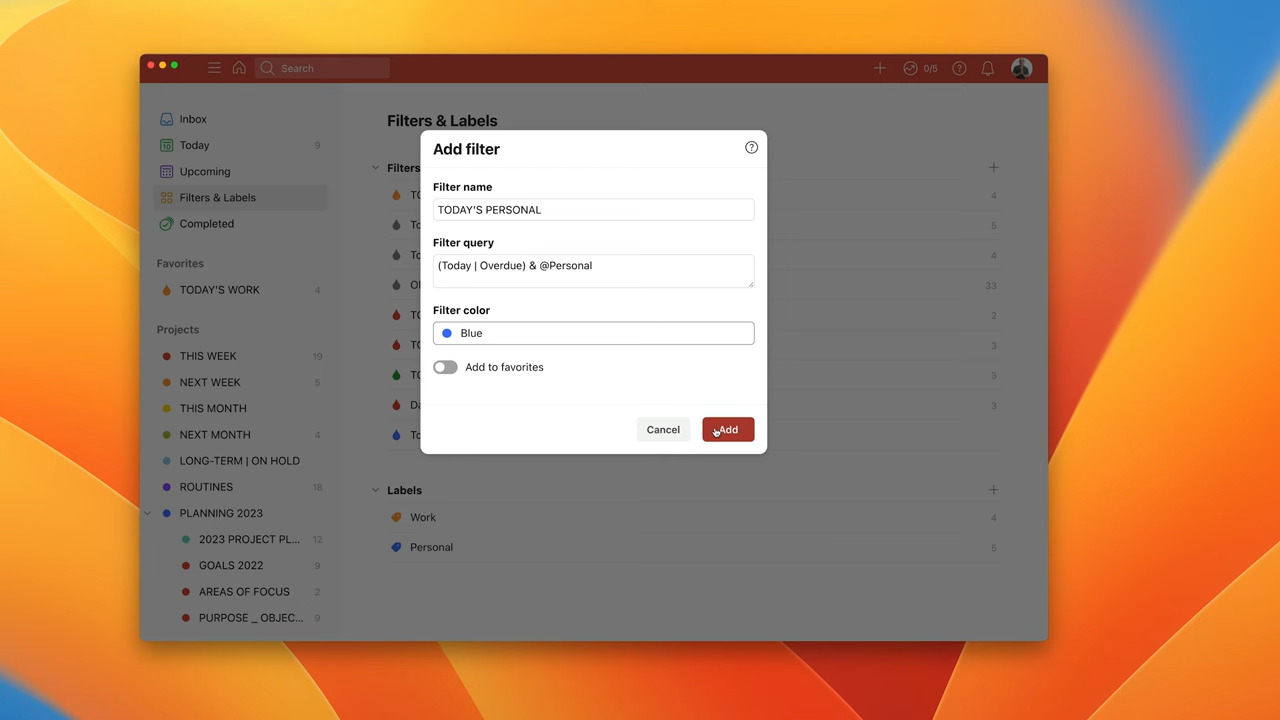 Search
0/5
Inbox
Today 9
Upcoming
Filters & Labels
Completed
Favorites
TODAY'S WORK 4
Projects
THIS WEEK 19
NEXT WEEK 5
THIS MONTH
NEXT MONTH 4
LONG-TERM | ON HOLD
ROUTINES 18
PLANNING 2023
2023 PROJECT PL... 12
GOALS 2022 9
AREAS OF FOCUS 2
PURPOSE _ OBJEC... 9
Filters & Labels
Filters
4
5
4
33
2
3
3
3
Add filter
Filter name
TODAY'S PERSONAL
Filter query
(Today | Overdue) & @Personal
Filter color
Blue
Add to favorites
Cancel
Add
Labels
Work 4
Personal 5